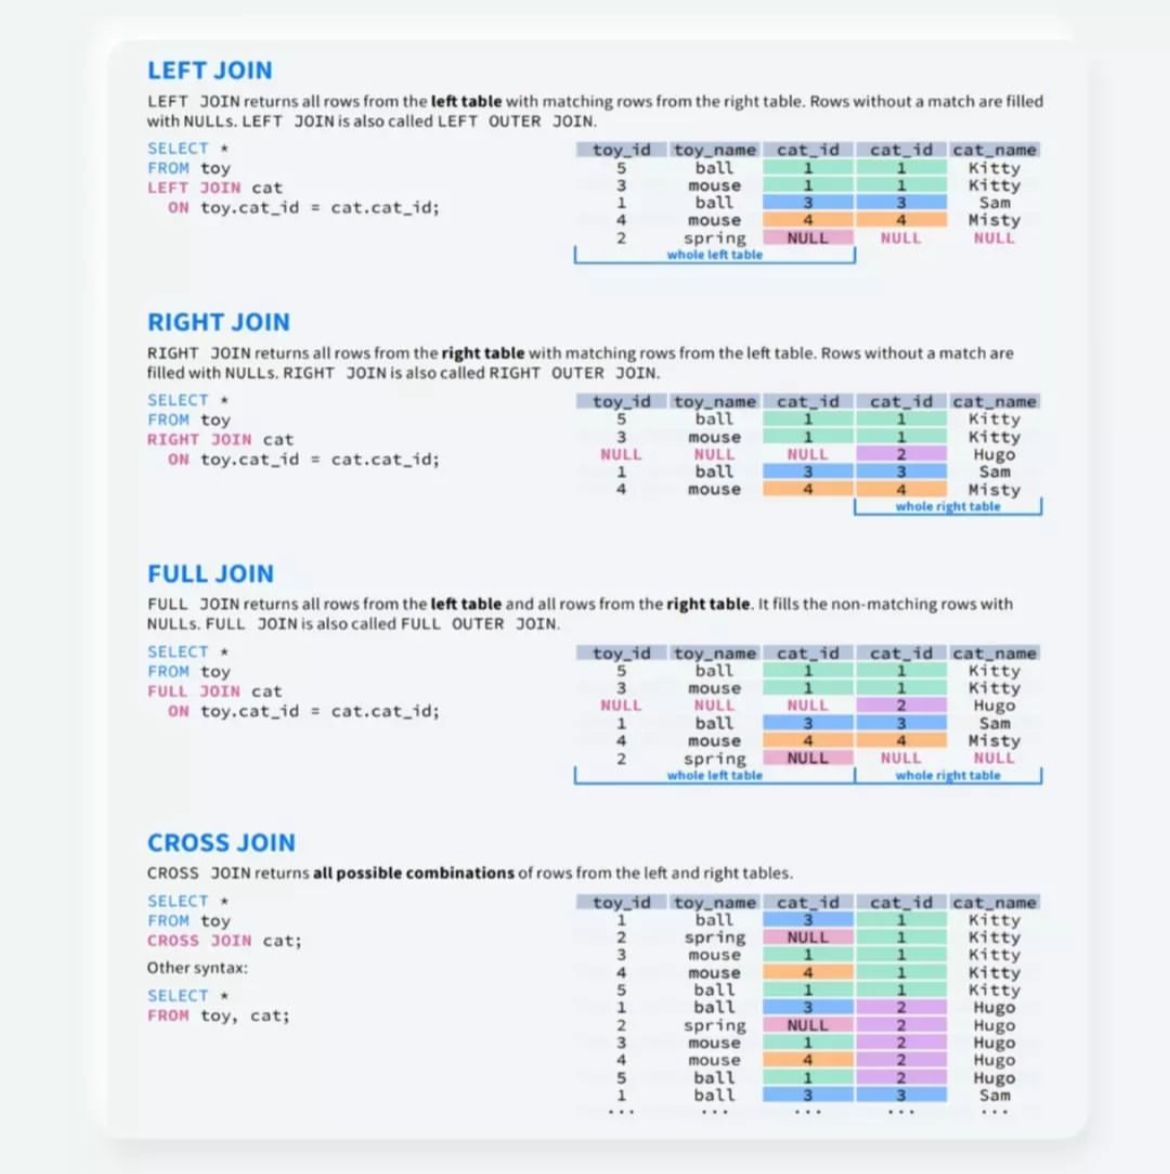 LEFT JOIN
LEFT JOIN returns all rows from the left table with matching rows from the right table. Rows without a match are filled
with NULLs. LEFT JOIN is also called LEFT OUTER JOIN.
SELECT *
FROM toy
LEFT JOIN cat
ON toy.cat_id = cat.cat_id;
toy_id toy_name cat_id cat_id cat_name
5 ball 1 1 Kitty
3 mouse 1 1 Kitty
1 ball 3 3 Sam
4 mouse 4 4 Misty
2 spring NULL NULL NULL
whole left table
RIGHT JOIN
RIGHT JOIN returns all rows from the right table with matching rows from the left table. Rows without a match are
filled with NULLs. RIGHT JOIN is also called RIGHT OUTER JOIN.
SELECT *
FROM toy
RIGHT JOIN cat
ON toy.cat_id = cat.cat_id;
toy_id toy_name cat_id cat_id cat_name
5 ball 1 1 Kitty
3 mouse 1 1 Kitty
NULL NULL NULL 2 Hugo
1 ball 3 3 Sam
4 mouse 4 4 Misty
whole right table
FULL JOIN
FULL JOIN returns all rows from the left table and all rows from the right table. It fills the non-matching rows with
NULLs. FULL JOIN is also called FULL OUTER JOIN.
SELECT *
FROM toy
FULL JOIN cat
ON toy.cat_id = cat.cat_id;
toy_id toy_name cat_id cat_id cat_name
5 ball 1 1 Kitty
3 mouse 1 1 Kitty
NULL NULL NULL 2 Hugo
1 ball 3 3 Sam
4 mouse 4 4 Misty
2 spring NULL NULL NULL
whole left table whole right table
CROSS JOIN
CROSS JOIN returns all possible combinations of rows from the left and right tables.
SELECT *
FROM toy
CROSS JOIN cat;
Other syntax:
SELECT *
FROM toy, cat;
toy_id toy_name cat_id cat_id cat_name
1 ball 3 1 Kitty
2 spring NULL 1 Kitty
3 mouse 1 1 Kitty
4 mouse 4 1 Kitty
5 ball 1 1 Kitty
1 ball 3 2 Hugo
2 spring NULL 2 Hugo
3 mouse 1 2 Hugo
4 mouse 4 2 Hugo
5 ball 1 2 Hugo
1 ball 3 3 Sam
... ... ... ... ...